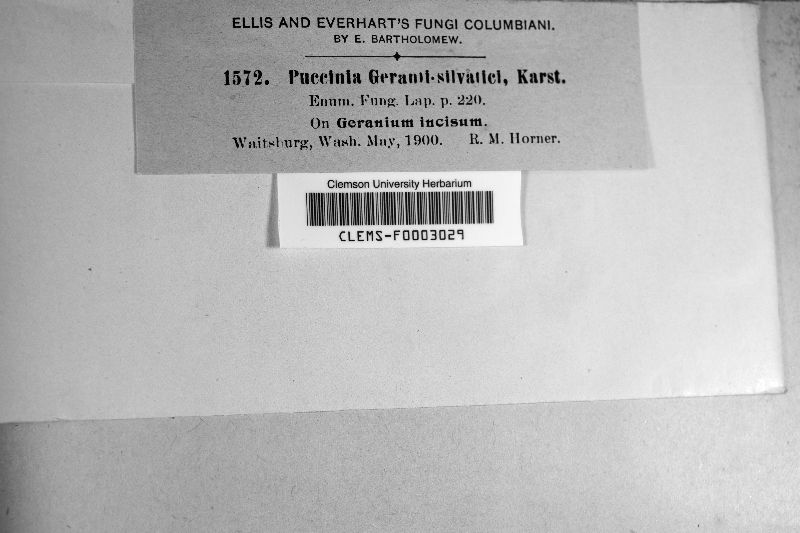 ELLIS AND EVERHART'S FUNGI COLUMBIANI.
BY E. BARTHOLOMEW.
1572. Puccinia Geranii-silvatici, Karst.
Enum. Fung. Lap. p. 220.
On Geranium incisum.
Waitsburg, Wash. May, 1900. R. M. Horner.
Clemson University Herbarium
CLEMS-F0003029